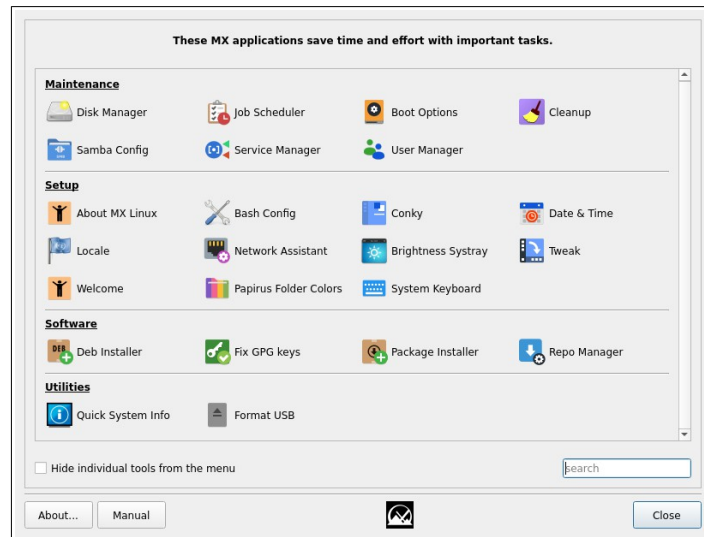 These MX applications save time and effort with important tasks.
Maintenance
Disk Manager Job Scheduler Boot Options Cleanup
Samba Config Service Manager User Manager
Setup
About MX Linux Bash Config Conky Date & Time
Locale Network Assistant Brightness Systray Tweak
Welcome Papirus Folder Colors System Keyboard
Software
DEB Deb Installer Fix GPG keys Package Installer Repo Manager
Utilities
Quick System Info Format USB
Hide individual tools from the menu search
About... Manual Close